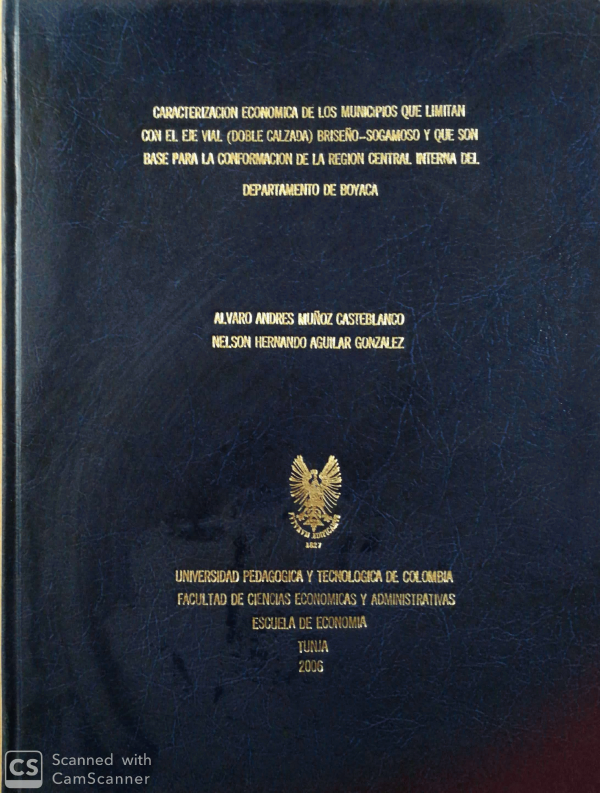 CARACTERIZACION ECONOMICA DE LOS MUNICIPIOS QUE LIMITAN
CON EL EJE VIAL (DOBLE CALZADA) BRISEÑO-SOGAMOSO Y QUE SON
BASE PARA LA CONFORMACION DE LA REGION CENTRAL INTERNA DEL
DEPARTAMENTO DE BOYACA
ALVARO ANDRES MUÑOZ CASTEBLANCO
NELSON HERNANDO AGUILAR GONZALEZ
1827
UNIVERSIDAD PEDAGOGICA Y TECNOLOGICA DE COLOMBIA
FACULTAD DE CIENCIAS ECONOMICAS Y ADMINISTRATIVAS
ESCUELA DE ECONOMIA
TUNJA
2006
CS Scanned with
CamScanner